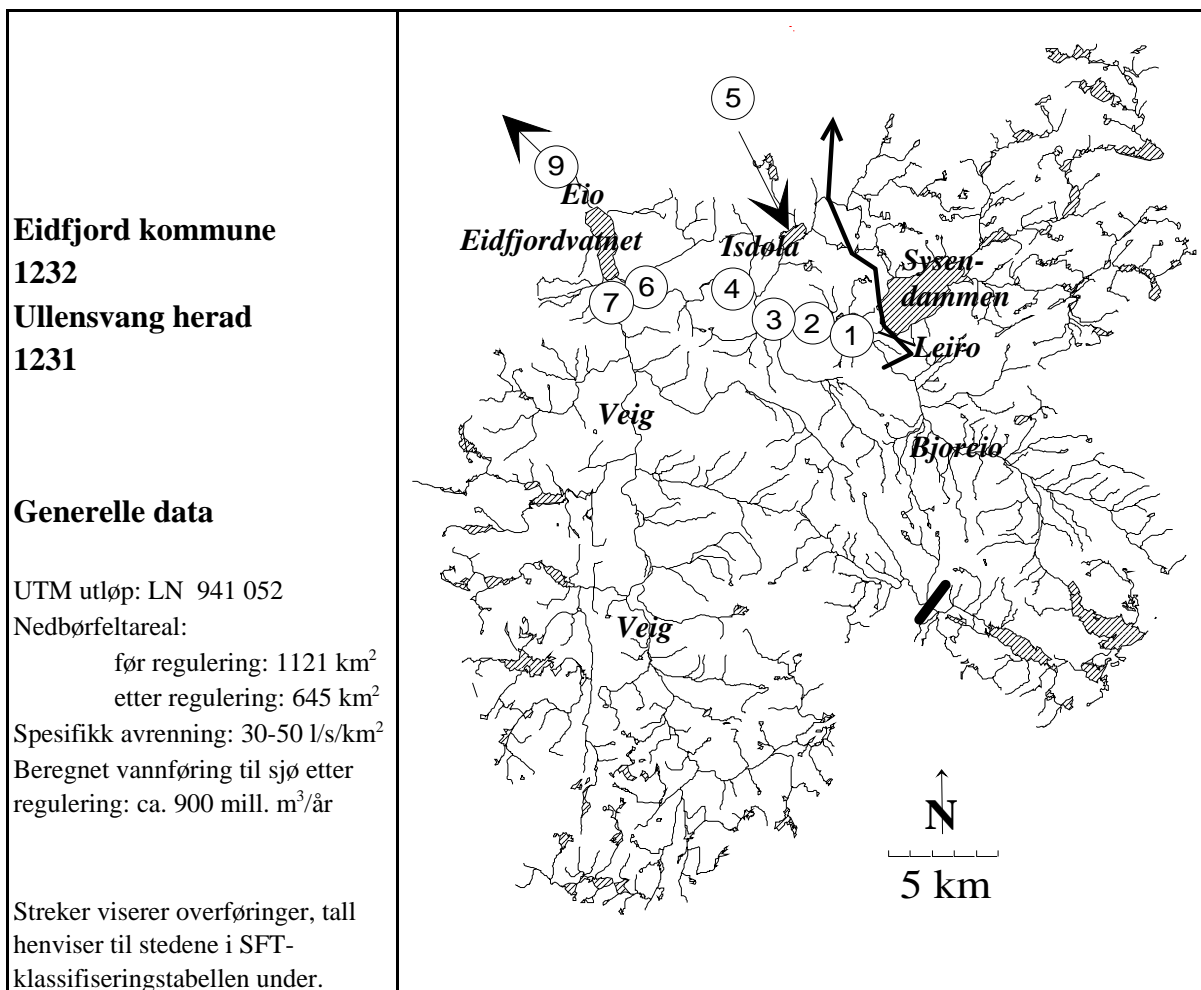 Eidfjord kommune
1232
Ullensvang herad
1231
Generelle data
UTM utløp: LN 941 052
Nedbørfeltareal:
før regulering: 1121 km²
etter regulering: 645 km²
Spesifikk avrenning: 30-50 l/s/km²
Beregnet vannføring til sjø etter
regulering: ca. 900 mill. m³/år
Streker viserer overføringer, tall
henviser til stedene i SFT-
klassifiseringstabellen under.
5
9
Eio
Eidfjordvatnet
Isdøla
Sysen-
dammen
6
7
4
3
2
1
Leiro
Veig
Bjoreio
Veig
N
5 km